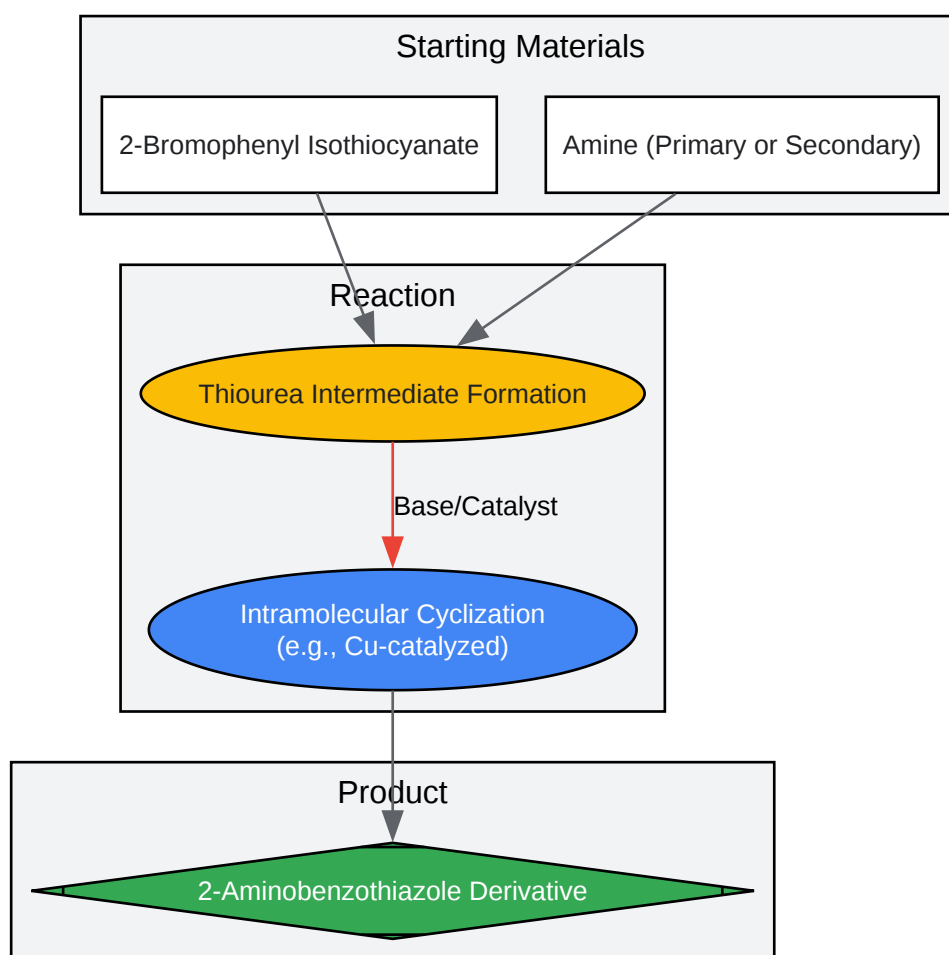 Starting Materials
2-Bromophenyl Isothiocyanate
Amine (Primary or Secondary)
Reaction
Thiourea Intermediate Formation
Base/Catalyst
Intramolecular Cyclization
(e.g., Cu-catalyzed)
Product
2-Aminobenzothiazole Derivative